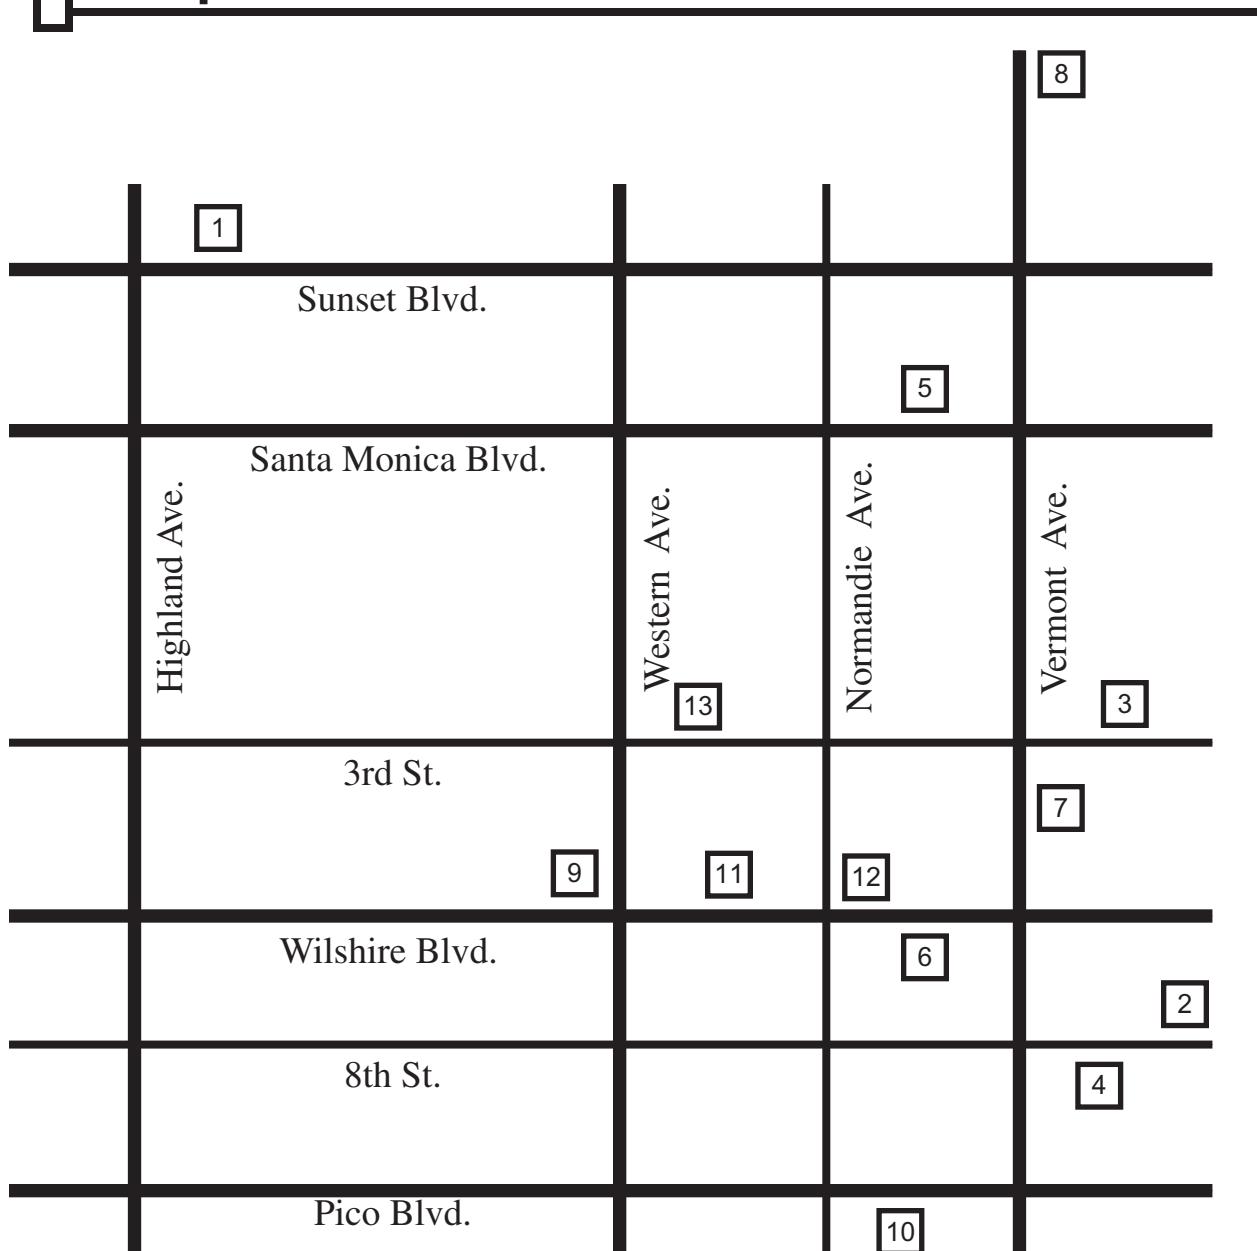 8
1
Sunset Blvd.
5
Santa Monica Blvd.
Highland Ave.
Western Ave.
Normandie Ave.
Vermont Ave.
13
3
3rd St.
7
9
11
12
Wilshire Blvd.
6
2
8th St.
4
Pico Blvd.
10